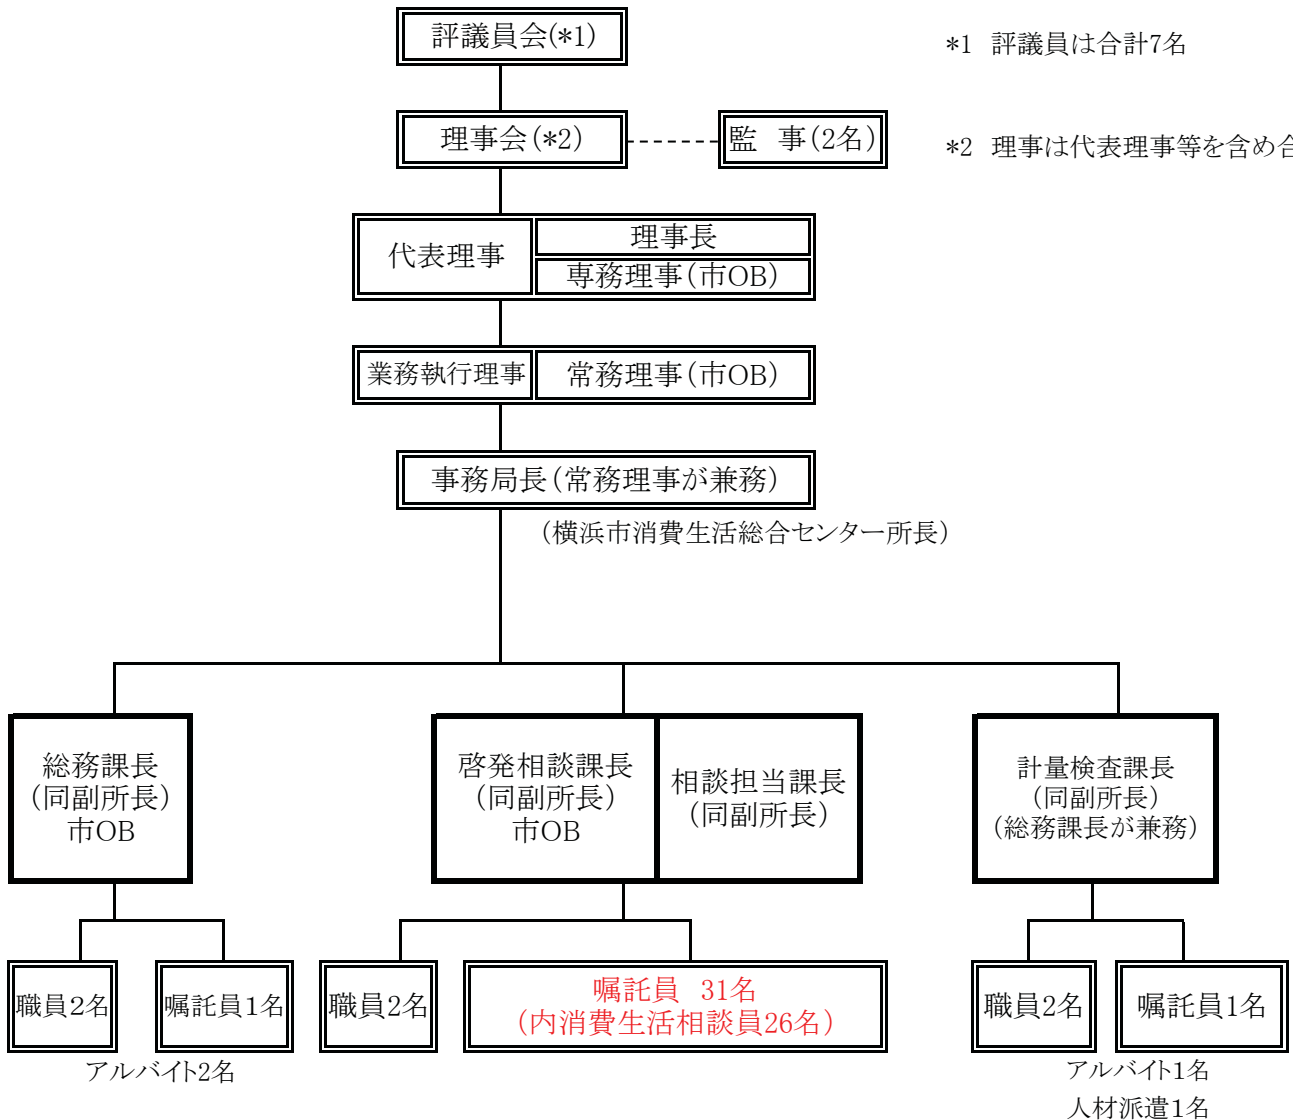 評議員会(*1)
*1 評議員は合計7名
理事会(*2)
監 事(2名)
*2 理事は代表理事等を含め合
代表理事
理事長
専務理事(市OB)
業務執行理事
常務理事(市OB)
事務局長(常務理事が兼務)
(横浜市消費生活総合センター所長)
総務課長
(同副所長)
市OB
啓発相談課長
(同副所長)
市OB
相談担当課長
(同副所長)
計量検査課長
(同副所長)
(総務課長が兼務)
職員2名
嘱託員1名
アルバイト2名
職員2名
嘱託員 31名
(内消費生活相談員26名)
職員2名
嘱託員1名
アルバイト1名
人材派遣1名